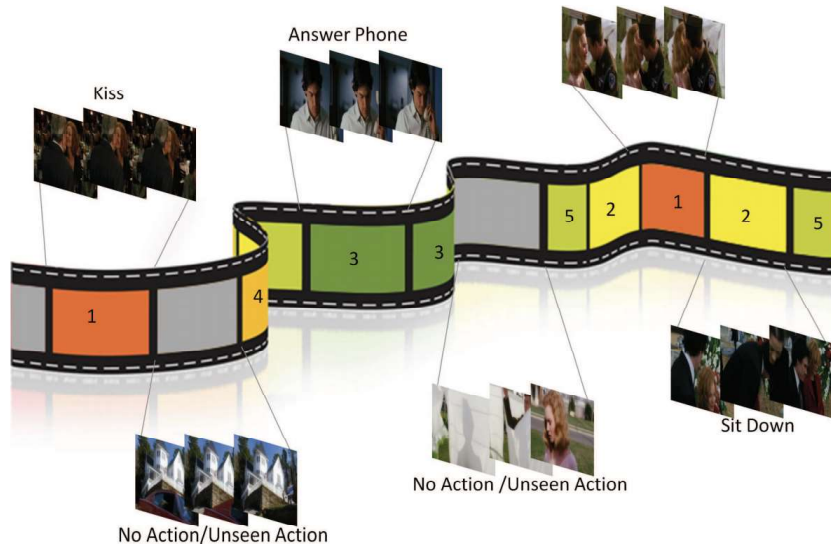 Answer Phone
Kiss
5
2
1
2
5
3
3
4
1
No Action /Unseen Action
Sit Down
No Action/Unseen Action